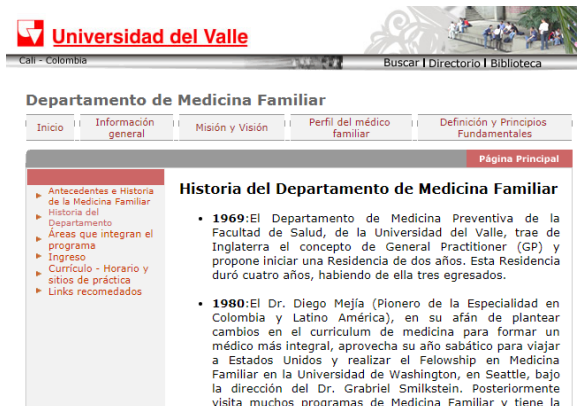 Universidad del Valle
Cali - Colombia
Buscar | Directorio | Biblioteca
Departamento de Medicina Familiar
Inicio
Información
general
Misión y Visión
Perfil del médico
familiar
Definición y Principios
Fundamentales
Página Principal
Antecedentes e Historia
de la Medicina Familiar
Historia del
Departamento
Áreas que integran el
programa
Ingreso
Currículo - Horario y
sitios de práctica
Links recomedados
Historia del Departamento de Medicina Familiar
• 1969:El Departamento de Medicina Preventiva de la
Facultad de Salud, de la Universidad del Valle, trae de
Inglaterra el concepto de General Practitioner (GP) y
propone iniciar una Residencia de dos años. Esta Residencia
duró cuatro años, habiendo de ella tres egresados.
• 1980:El Dr. Diego Mejía (Pionero de la Especialidad en
Colombia y Latino América), en su afán de plantear
cambios en el curriculum de medicina para formar un
médico más integral, aprovecha su año sabático para viajar
a Estados Unidos y realizar el Felowship en Medicina
Familiar en la Universidad de Washington, en Seattle, bajo
la dirección del Dr. Grabriel Smilkstein. Posteriormente
visita muchos programas de Medicina Familiar y tiene la